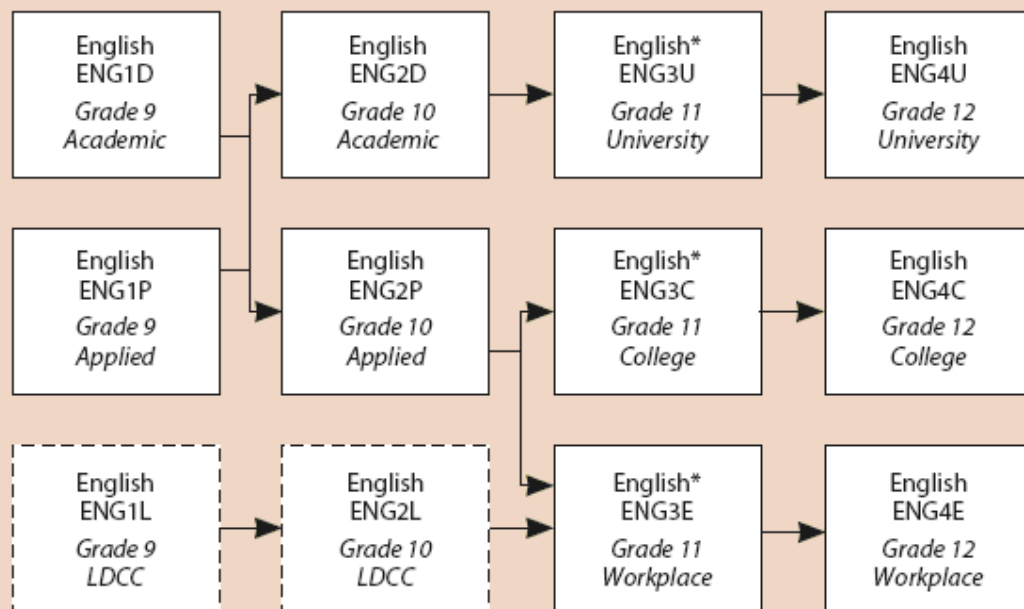 English
ENG1D
Grade 9
Academic
English
ENG2D
Grade 10
Academic
English*
ENG3U
Grade 11
University
English
ENG4U
Grade 12
University
English
ENG1P
Grade 9
Applied
English
ENG2P
Grade 10
Applied
English*
ENG3C
Grade 11
College
English
ENG4C
Grade 12
College
English
ENG1L
Grade 9
LDCC
English
ENG2L
Grade 10
LDCC
English*
ENG3E
Grade 11
Workplace
English
ENG4E
Grade 12
Workplace